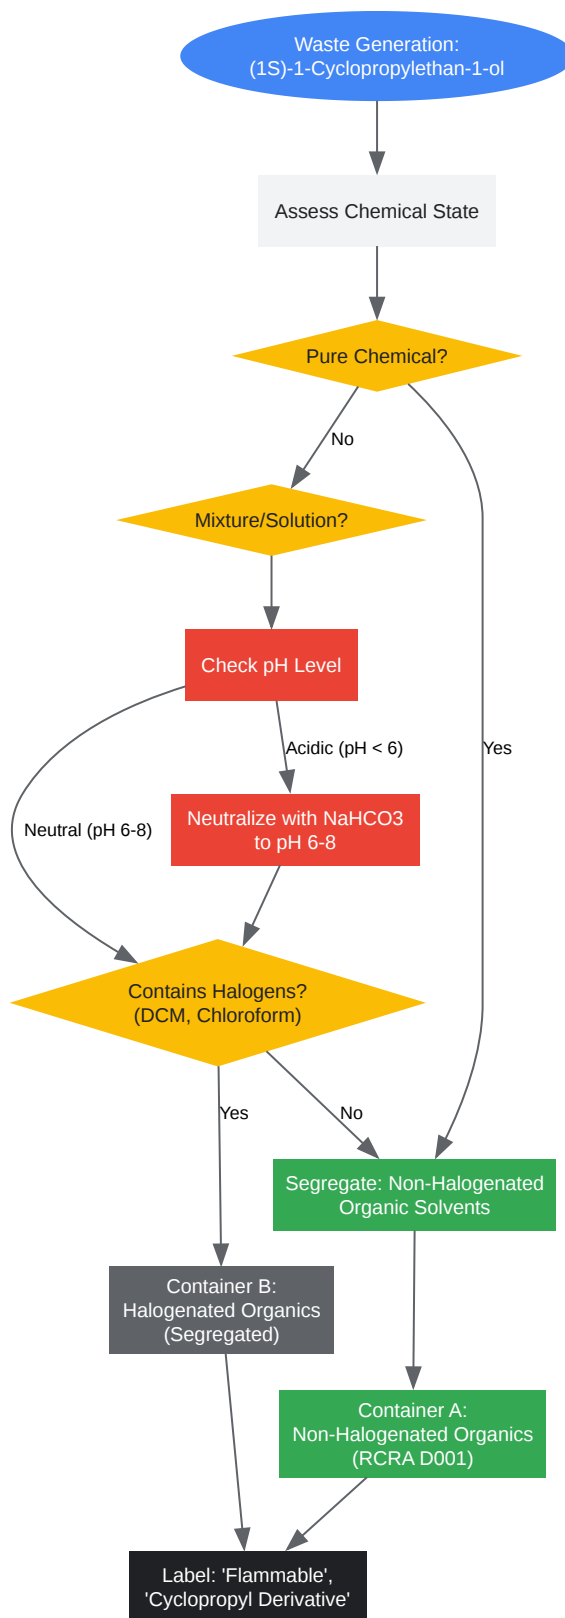 Waste Generation:
(1S)-1-Cyclopropylethan-1-ol
Assess Chemical State
Pure Chemical?
No
Mixture/Solution?
Check pH Level
Acidic (pH < 6)
Yes
Neutralize with NaHCO3
to pH 6-8
Neutral (pH 6-8)
Contains Halogens?
(DCM, Chloroform)
Yes
No
Segregate: Non-Halogenated
Organic Solvents
Container B:
Halogenated Organics
(Segregated)
Container A:
Non-Halogenated Organics
(RCRA D001)
Label: 'Flammable',
'Cyclopropyl Derivative'